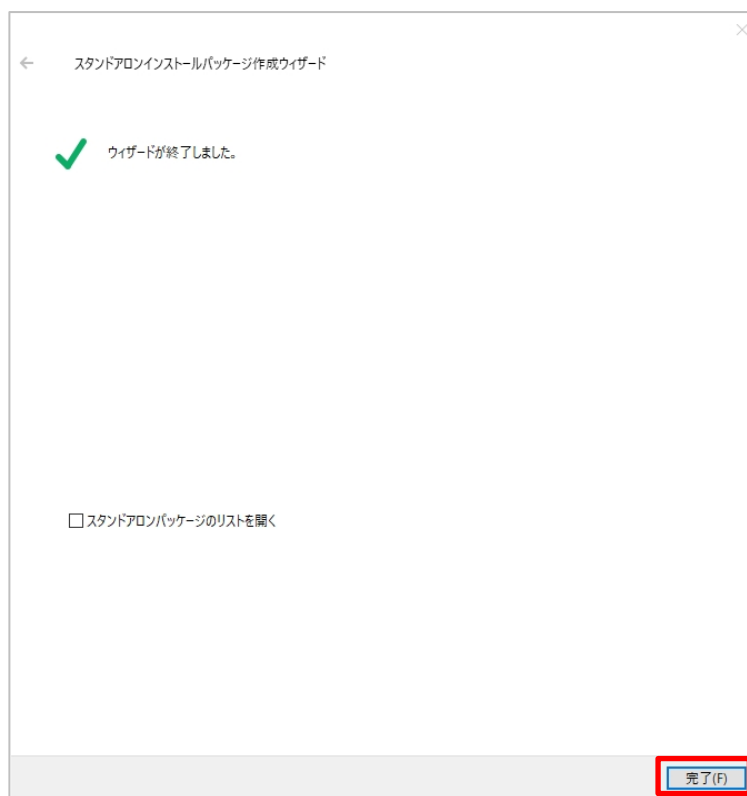 スタンドアロンインストールパッケージ作成ウィザード
ウィザードが終了しました。
スタンドアロンパッケージのリストを開く
完了(F)